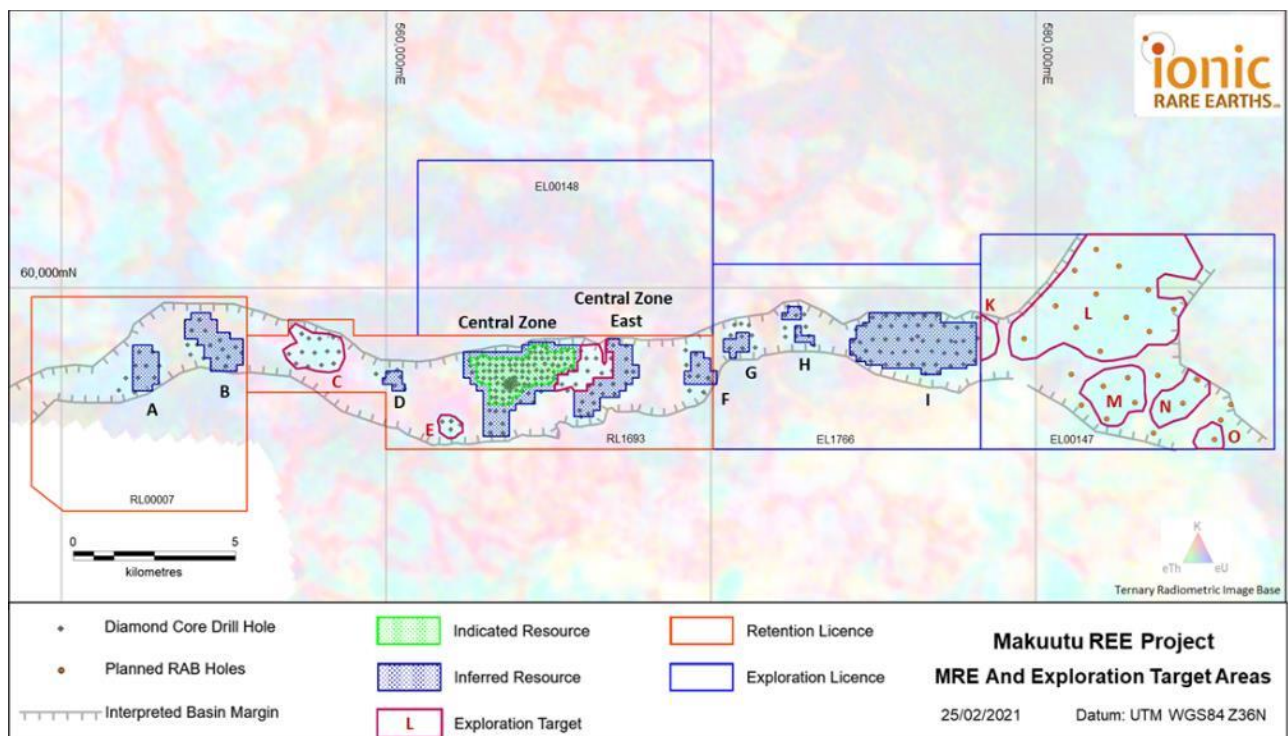 560,000mE
580,000mE
ionic
RARE EARTHS
EL00148
60,000mN
Central Zone
Central Zone
East
K
L
A
B
C
D
E
F
G
H
I
M
N
O
RL1693
EL1766
EL00147
RL00007
0 5
kilometres
K
eTh eU
Ternary Radiometric Image Base
Diamond Core Drill Hole
Planned RAB Holes
Interpreted Basin Margin
Indicated Resource
Inferred Resource
L Exploration Target
Retention Licence
Exploration Licence
Makuutu REE Project
MRE And Exploration Target Areas
25/02/2021 Datum: UTM WGS84 Z36N